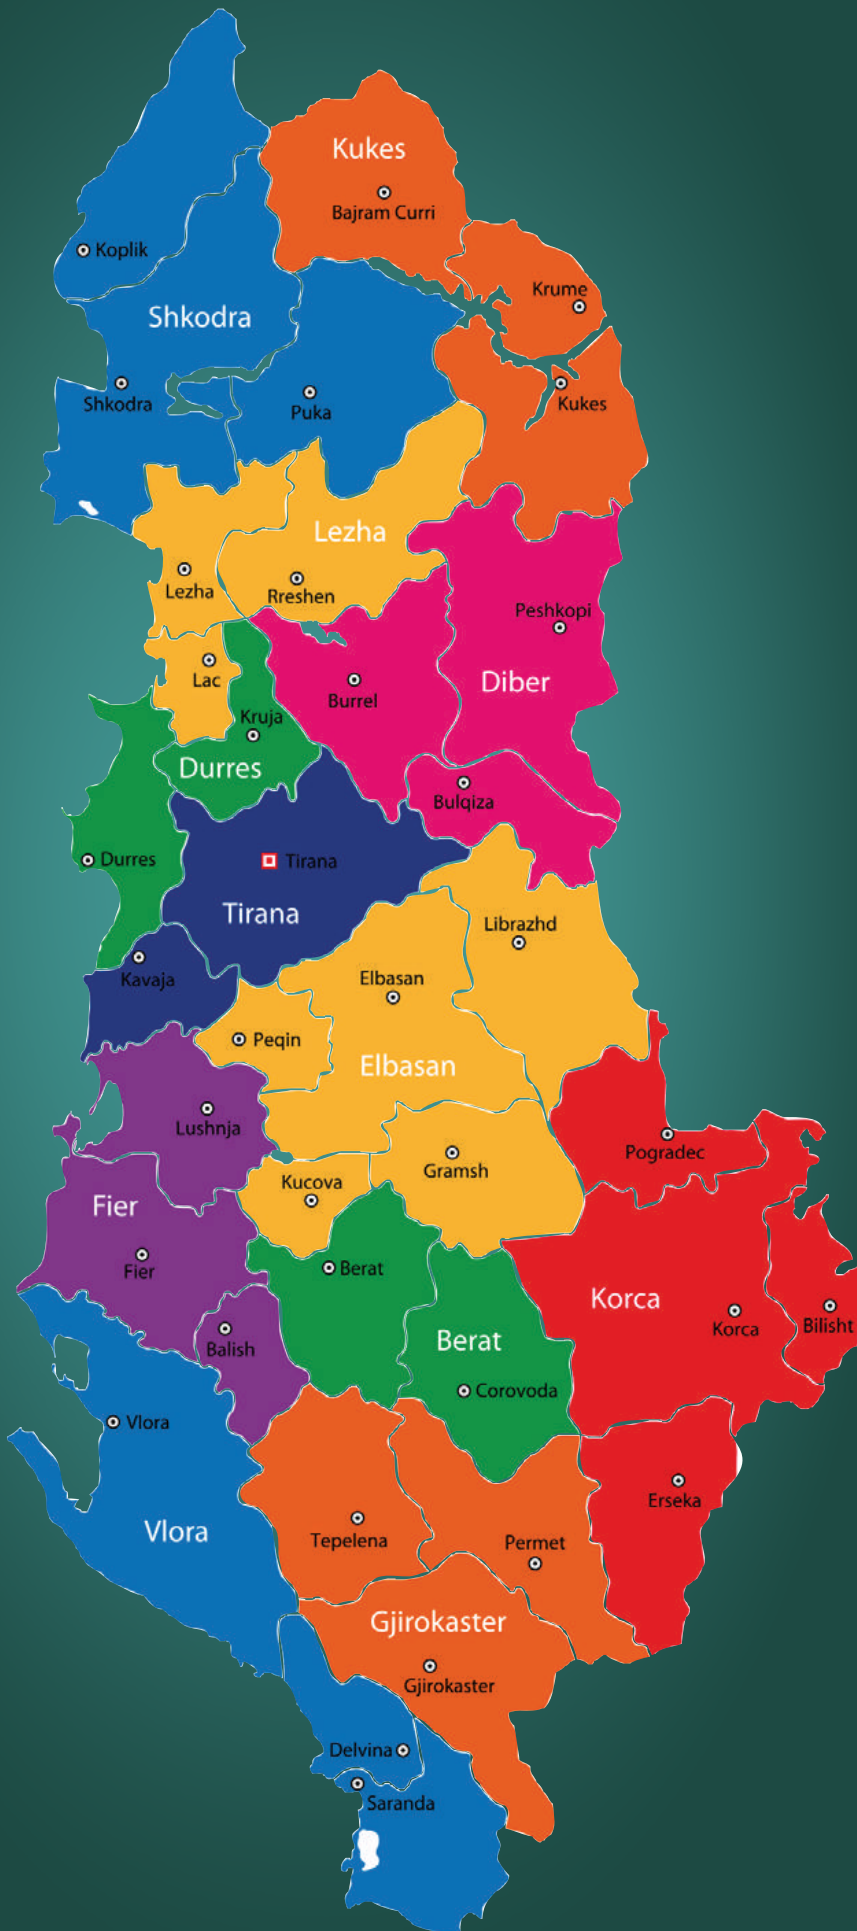 Kukes
Bajram Curri
Koplik
Krume
Shkodra
Shkodra
Puka
Kukes
Lezha
Lezha
Rreshen
Peshkopi
Lac
Burrel
Diber
Kruja
Durres
Bulqiza
Durres
Tirana
Tirana
Librazhd
Kavaja
Elbasan
Peqin
Elbasan
Lushnja
Pogradec
Gramsh
Kucova
Fier
Fier
Berat
Korca
Korca
Bilisht
Balish
Berat
Corovoda
Vlora
Erseka
Vlora
Tepelena
Permet
Gjirokaster
Gjirokaster
Delvina
Saranda